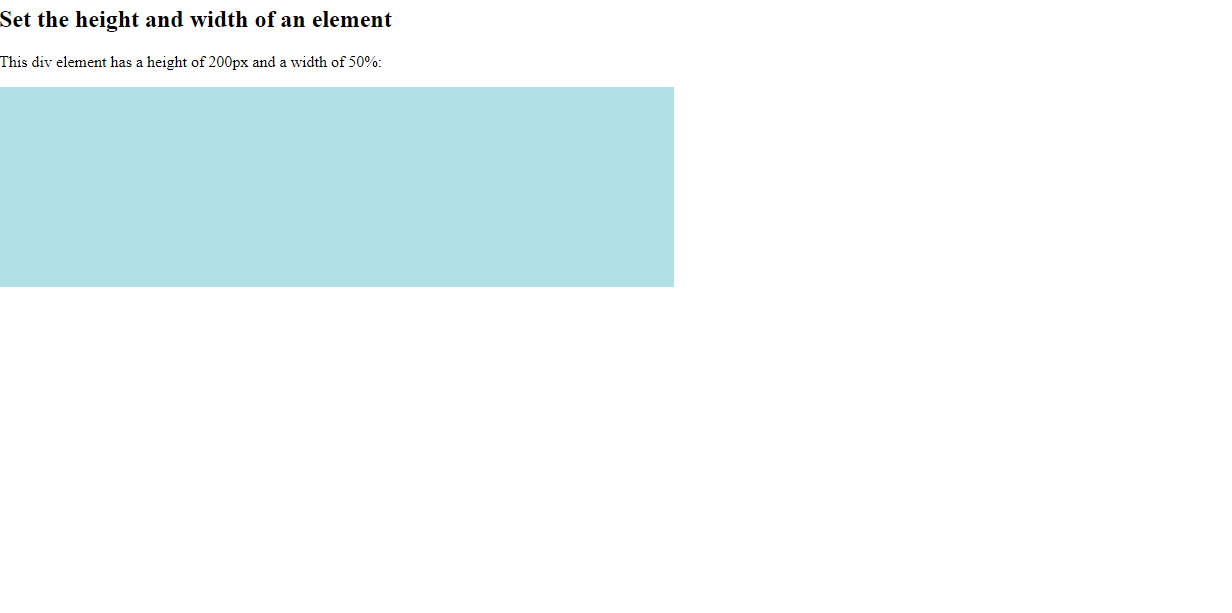 Set the height and width of an element
This div element has a height of 200px and a width of 50%: